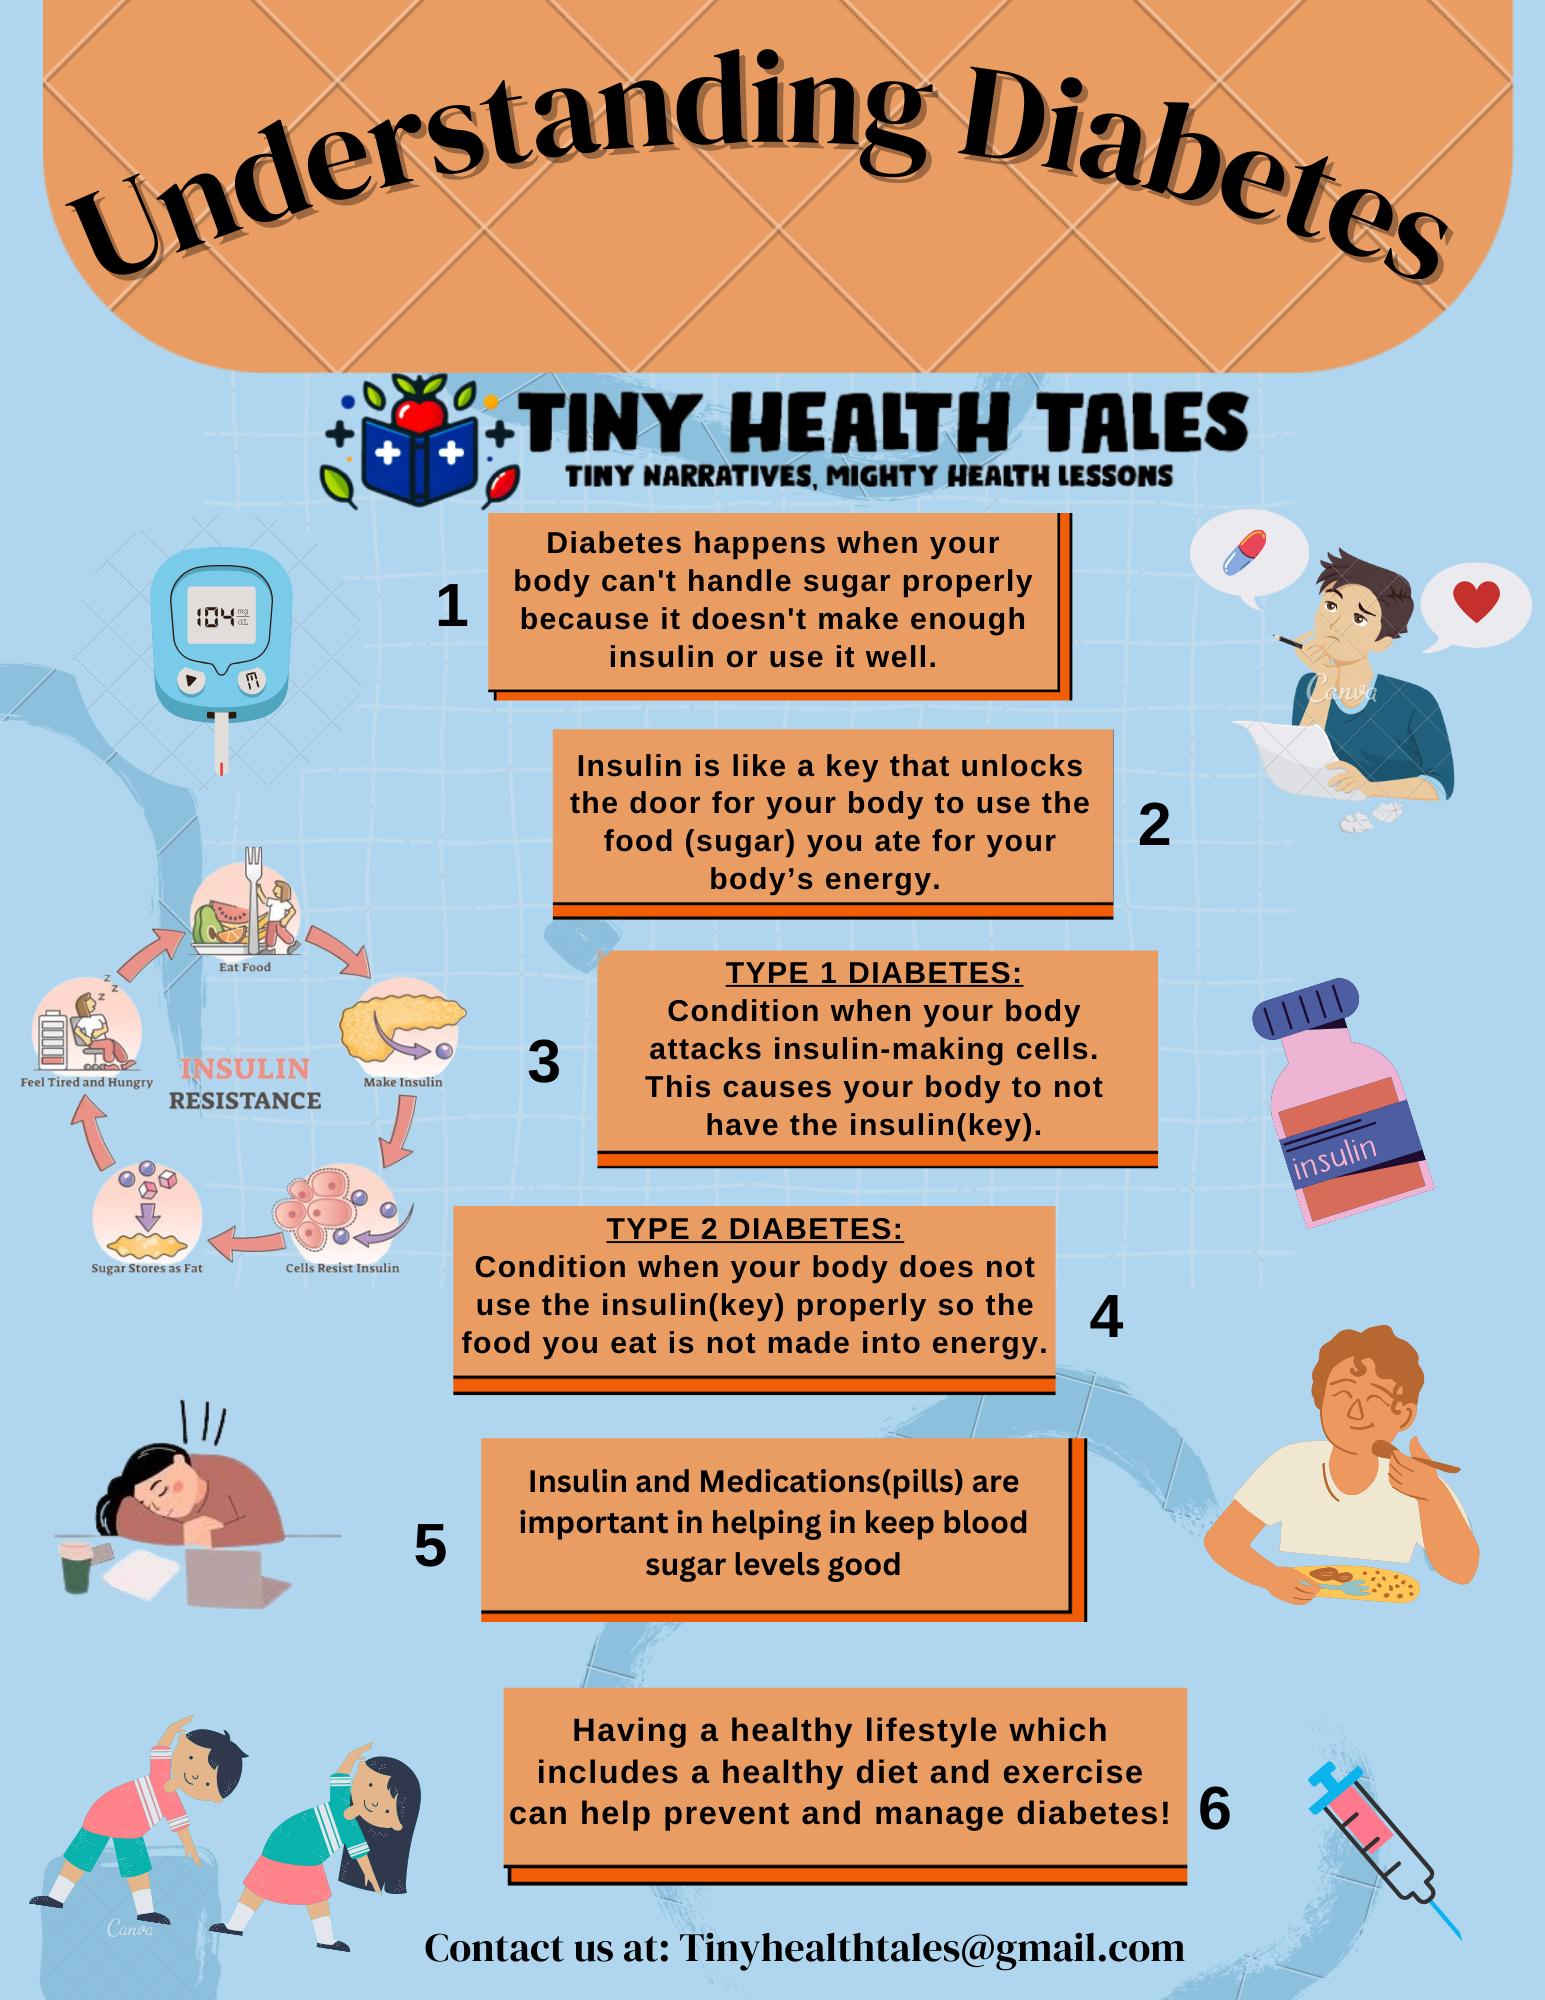 Understanding Diabetes
TINY HEALTH TALES
TINY NARRATIVES, MIGHTY HEALTH LESSONS
104 mg/dL
M
1
Diabetes happens when your
body can't handle sugar properly
because it doesn't make enough
insulin or use it well.
Canva
Insulin is like a key that unlocks
the door for your body to use the
food (sugar) you ate for your
body’s energy.
2
Eat Food
Make Insulin
Cells Resist Insulin
Sugar Stores as Fat
z z z
Feel Tired and Hungry
INSULIN
RESISTANCE
3
TYPE 1 DIABETES:
Condition when your body
attacks insulin-making cells.
This causes your body to not
have the insulin(key).
insulin
TYPE 2 DIABETES:
Condition when your body does not
use the insulin(key) properly so the
food you eat is not made into energy.
4
5
Insulin and Medications(pills) are
important in helping in keep blood
sugar levels good
Having a healthy lifestyle which
includes a healthy diet and exercise
can help prevent and manage diabetes!
6
Canva
Contact us at: Tinyhealthtales@gmail.com